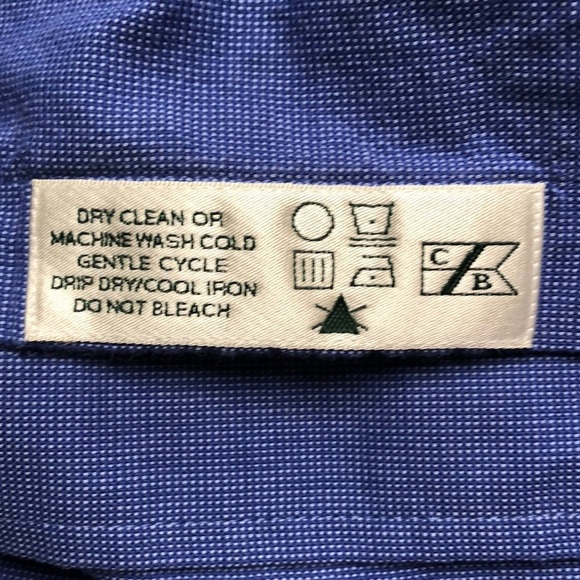 DRY CLEAN OR
MACHINE WASH COLD
GENTLE CYCLE
DRIP DRY/COOL IRON
DO NOT BLEACH
C
B